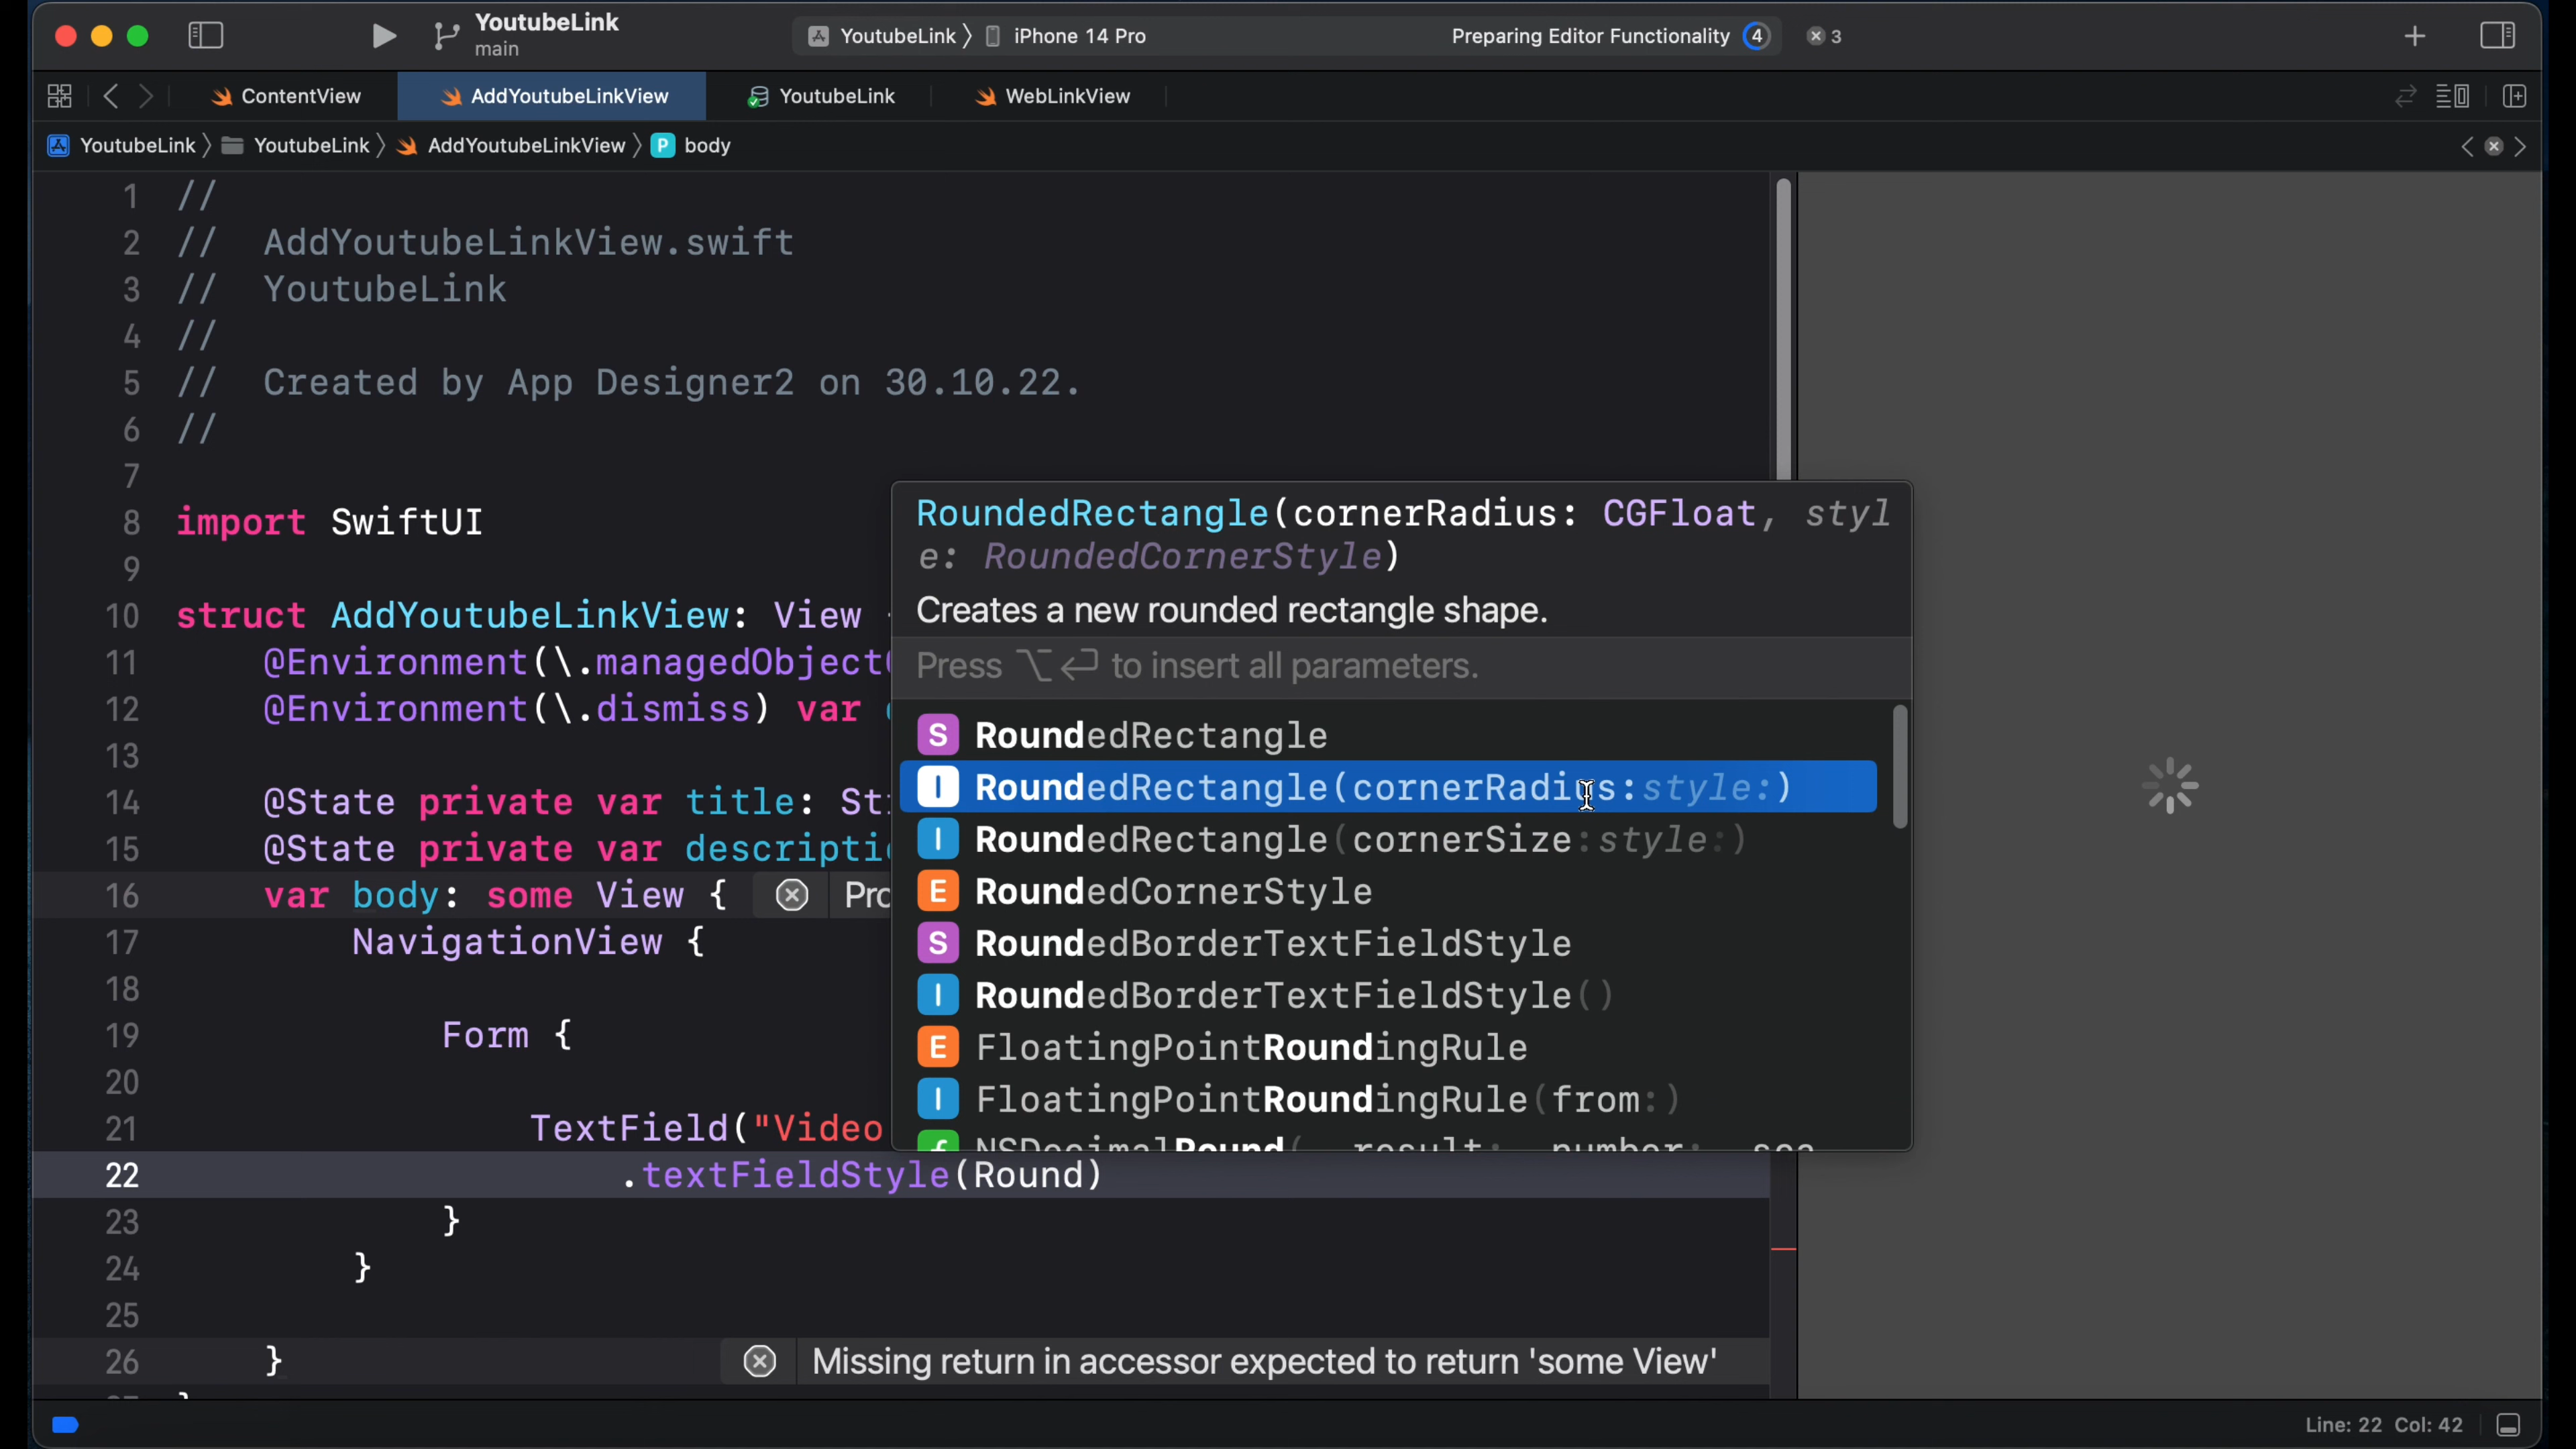 YoutubeLink
main
YoutubeLink 〉 iPhone 14 Pro
Preparing Editor Functionality 4
3
ContentView
AddYoutubeLinkView
YoutubeLink
WebLinkView
YoutubeLink 〉 YoutubeLink 〉 AddYoutubeLinkView 〉 P body
1 //
2 //  AddYoutubeLinkView.swift
3 //  YoutubeLink
4 //
5 //  Created by App Designer2 on 30.10.22.
6 //
7
8 import SwiftUI
9
10 struct AddYoutubeLinkView: View
11 @Environment(\.managedObject
12 @Environment(\.dismiss) var
13
14 @State private var title: St
15 @State private var descripti
16 var body: some View { Pro
17 NavigationView {
18
19 Form {
20
21 TextField("Video
22 .textFieldStyle(Round)
23 }
24 }
25
26 } Missing return in accessor expected to return 'some View'
RoundedRectangle(cornerRadius: CGFloat, styl
e: RoundedCornerStyle)
Creates a new rounded rectangle shape.
Press ⌥↩ to insert all parameters.
S RoundedRectangle
I RoundedRectangle(cornerRadius:style:)
I RoundedRectangle(cornerSize:style:)
E RoundedCornerStyle
S RoundedBorderTextFieldStyle
I RoundedBorderTextFieldStyle()
E FloatingPointRoundingRule
I FloatingPointRoundingRule(from:)
f NSDecimalRound(_ result: _ number: _ sca
Line: 22 Col: 42